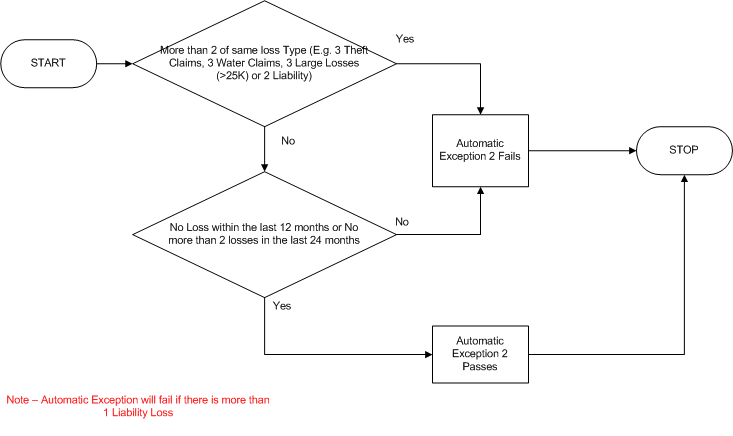 START
More than 2 of same loss Type (E.g. 3 Theft
Claims, 3 Water Claims, 3 Large Losses
(>25K) or 2 Liability)
Yes
No
Automatic
Exception 2 Fails
STOP
No Loss within the last 12 months or No
more than 2 losses in the last 24 months
No
Yes
Automatic
Exception 2
Passes
Note – Automatic Exception will fail if there is more than
1 Liability Loss